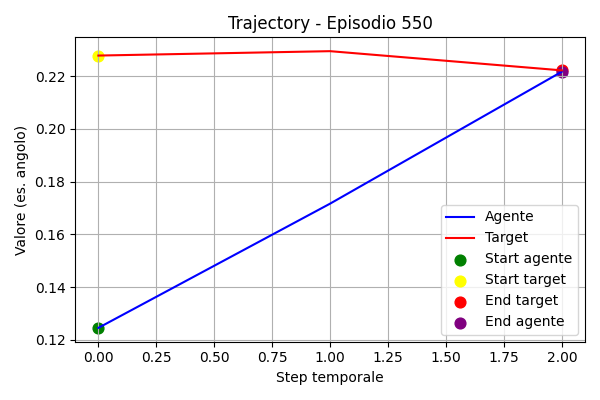 Trajectory - Episodio 550
Valore (es. angolo)
0.22
0.20
0.18
0.16
0.14
0.12
Agente
Target
Start agente
Start target
End target
End agente
0.00 0.25 0.50 0.75 1.00 1.25 1.50 1.75 2.00
Step temporale